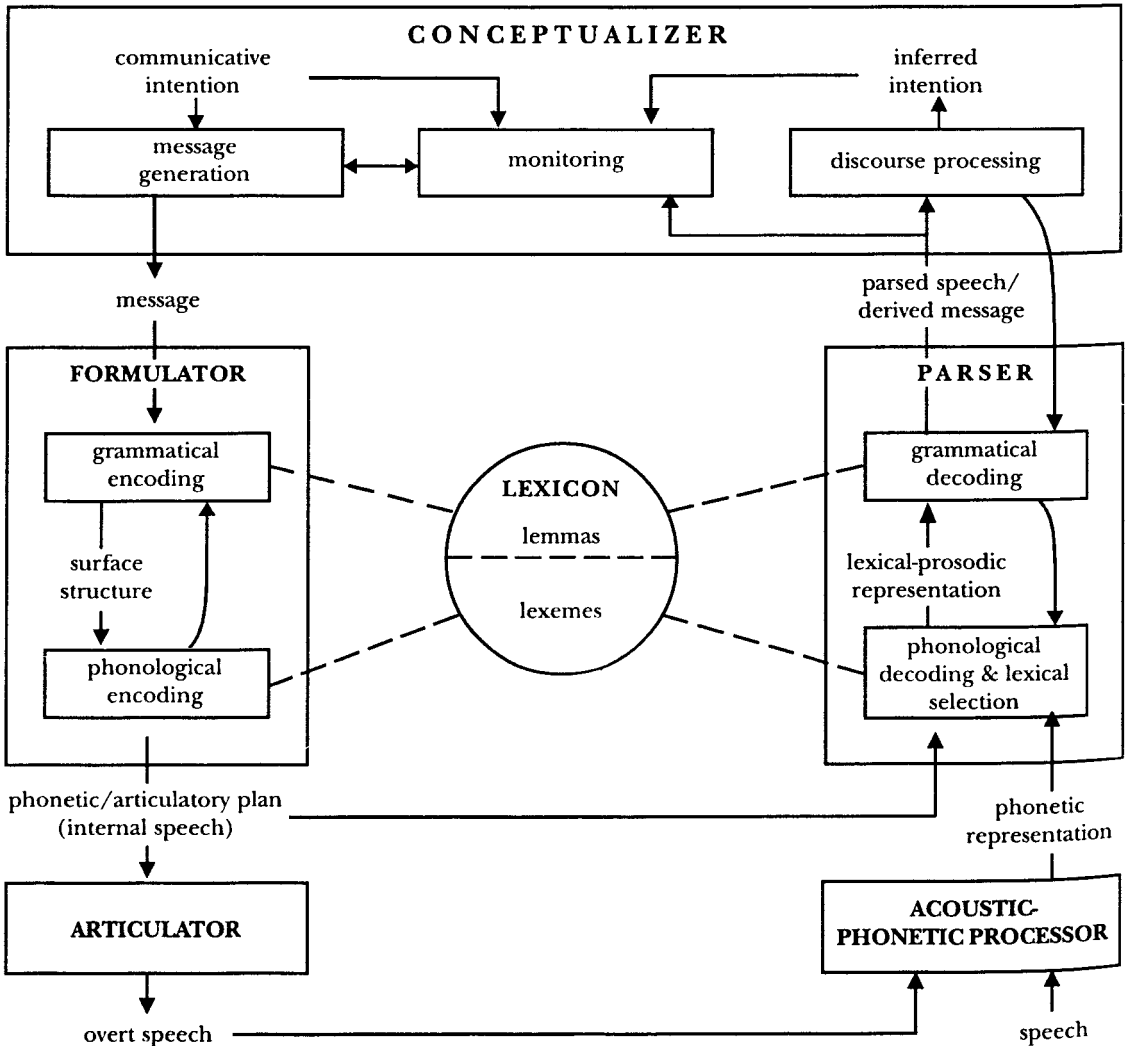 CONCEPTUALIZER
communicative
intention
inferred
intention
message
generation
monitoring
discourse processing
message
parsed speech/
derived message
FORMULATOR
PARSER
grammatical
encoding
grammatical
decoding
LEXICON
lemmas
lexemes
surface
structure
lexical-prosodic
representation
phonological
encoding
phonological
decoding & lexical
selection
phonetic/articulatory plan
(internal speech)
phonetic
representation
ARTICULATOR
ACOUSTIC-
PHONETIC PROCESSOR
overt speech
speech